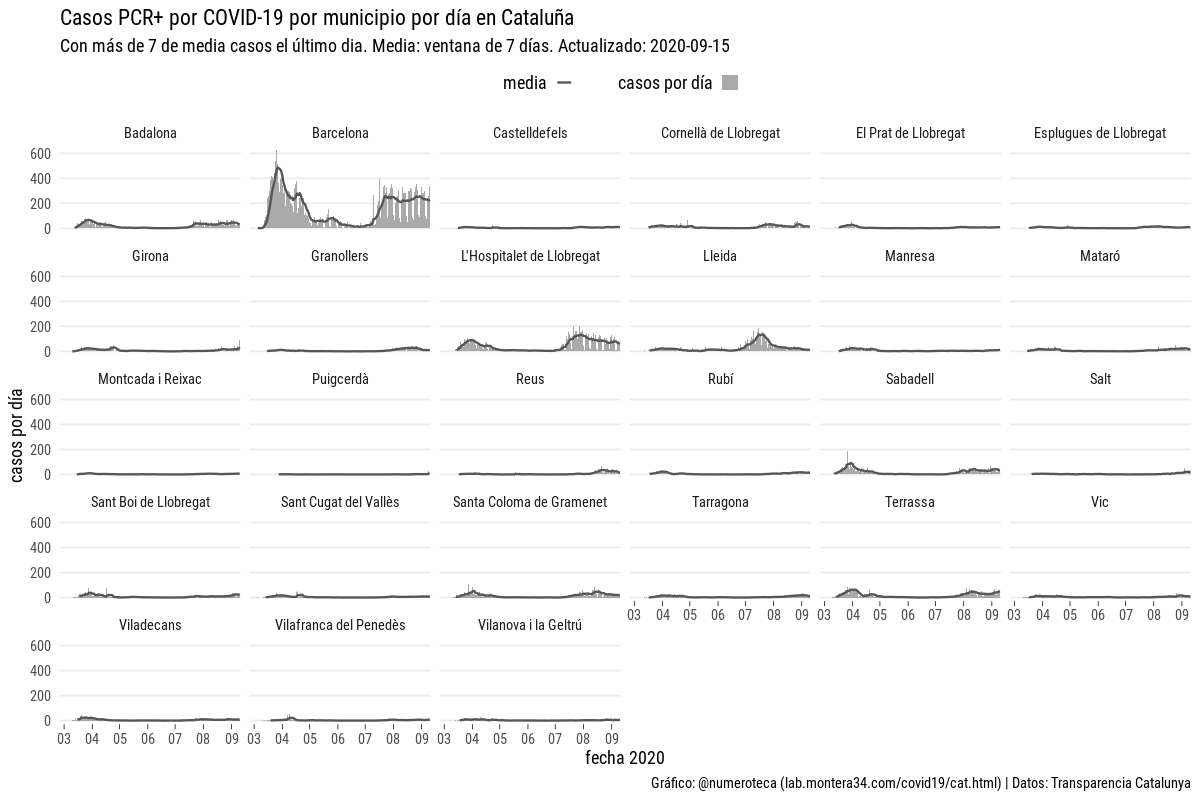 Casos PCR+ por COVID-19 por municipio por día en Cataluña
Con más de 7 de media casos el último dia. Media: ventana de 7 días. Actualizado: 2020-09-15
media casos por día
Badalona Barcelona Castelldefels Cornellà de Llobregat El Prat de Llobregat Esplugues de Llobregat
600
400
200
0
Girona Granollers L'Hospitalet de Llobregat Lleida Manresa Mataró
600
400
200
0
Montcada i Reixac Puigcerdà Reus Rubí Sabadell Salt
600
400
200
0
casos por día
Sant Boi de Llobregat Sant Cugat del Vallès Santa Coloma de Gramenet Tarragona Terrassa Vic
600
400
200
0
03 04 05 06 07 08 09 03 04 05 06 07 08 09 03 04 05 06 07 08 09
Viladecans Vilafranca del Penedès Vilanova i la Geltrú
600
400
200
0
03 04 05 06 07 08 09 03 04 05 06 07 08 09 03 04 05 06 07 08 09
fecha 2020
Gráfico: @numeroteca (lab.montera34.com/covid19/cat.html) | Datos: Transparencia Catalunya